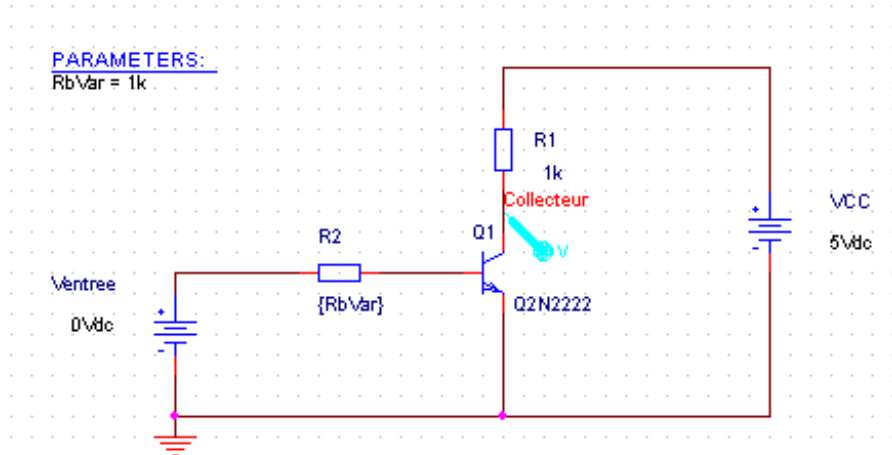 PARAMETERS:
RbVar = 1k
R1
1k
Collecteur
VCC
5Vdc
R2
Q1
V
Ventree
{RbVar}
Q2N2222
0Vdc